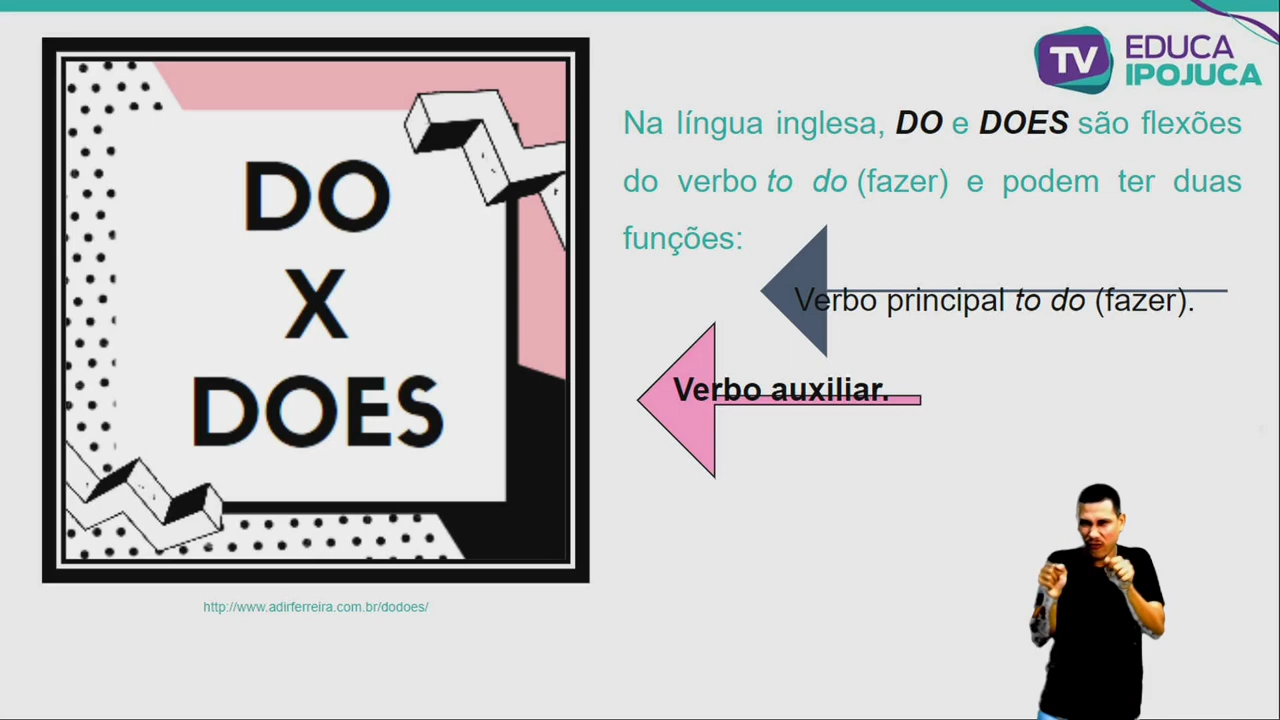 TV EDUCA
IPOJUCA
DO
X
DOES
Na língua inglesa, DO e DOES são flexões
do verbo to do (fazer) e podem ter duas
funções:
Verbo principal to do (fazer).
Verbo auxiliar.
http://www.adirferreira.com.br/dodoes/